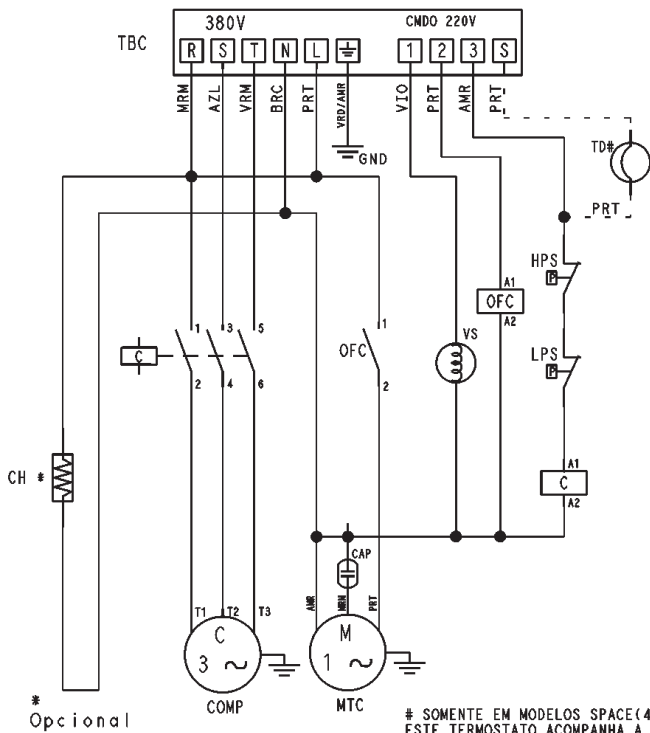 380V CMDO 220V
TBC R S T N L 1 2 3 S
MRM AZL VRM BRC PRT VRD/AMR VIO PRT AMR PRT
GND
TD#
PRT
HPS
P
A1
OFC
A2
1 3 5
C
2 4 6
1
OFC
2
VS
LPS
P
CH *
A1
C
A2
CAP
AMR MRM PRT
T1 T2 T3
C
3 ~
COMP
M
1 ~
MTC
*
Opcional
# SOMENTE EM MODELOS SPACE(4
ESTE TERMOSTATO ACOMPANHA A